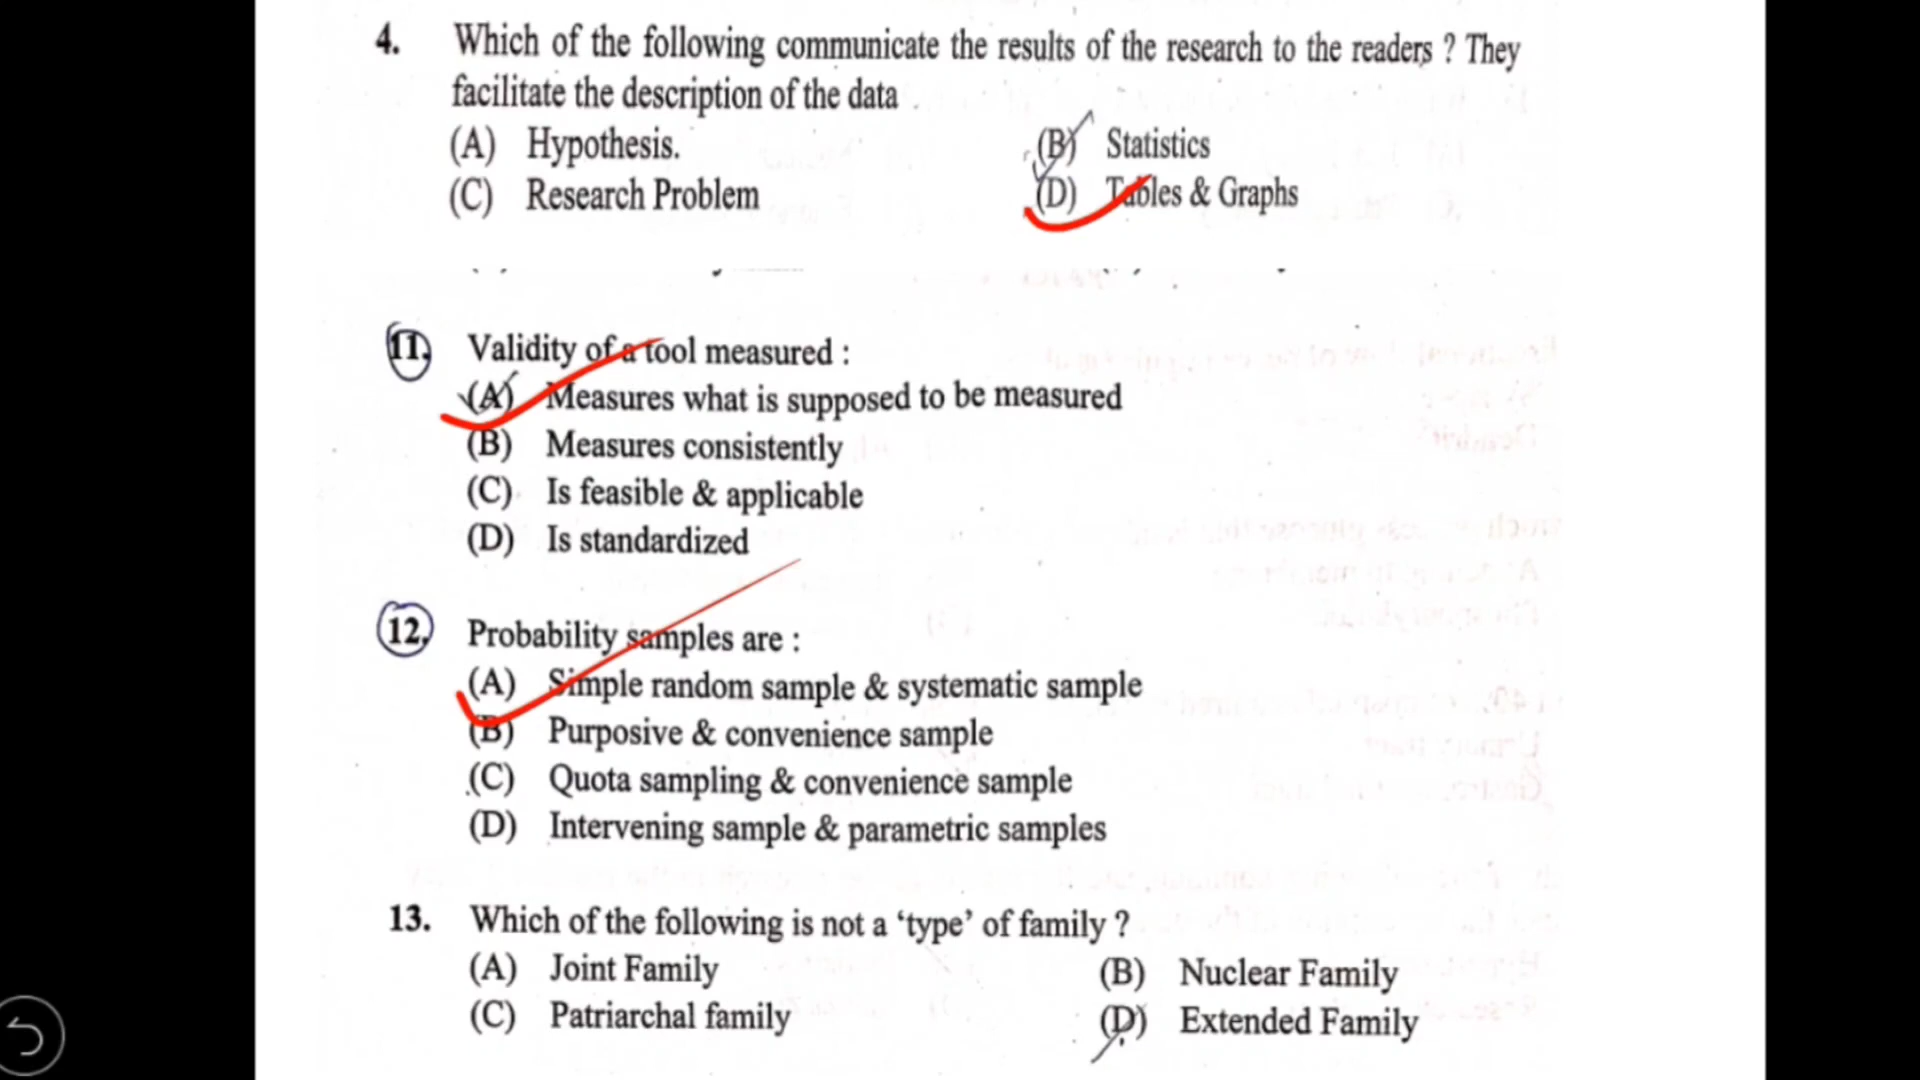 4. Which of the following communicate the results of the research to the readers ? They
facilitate the description of the data
(A) Hypothesis. (B) Statistics
(C) Research Problem (D) Tables & Graphs
11. Validity of a tool measured :
(A) Measures what is supposed to be measured
(B) Measures consistently
(C) Is feasible & applicable
(D) Is standardized
12. Probability samples are :
(A) Simple random sample & systematic sample
(B) Purposive & convenience sample
(C) Quota sampling & convenience sample
(D) Intervening sample & parametric samples
13. Which of the following is not a ‘type’ of family ?
(A) Joint Family (B) Nuclear Family
(C) Patriarchal family (D) Extended Family